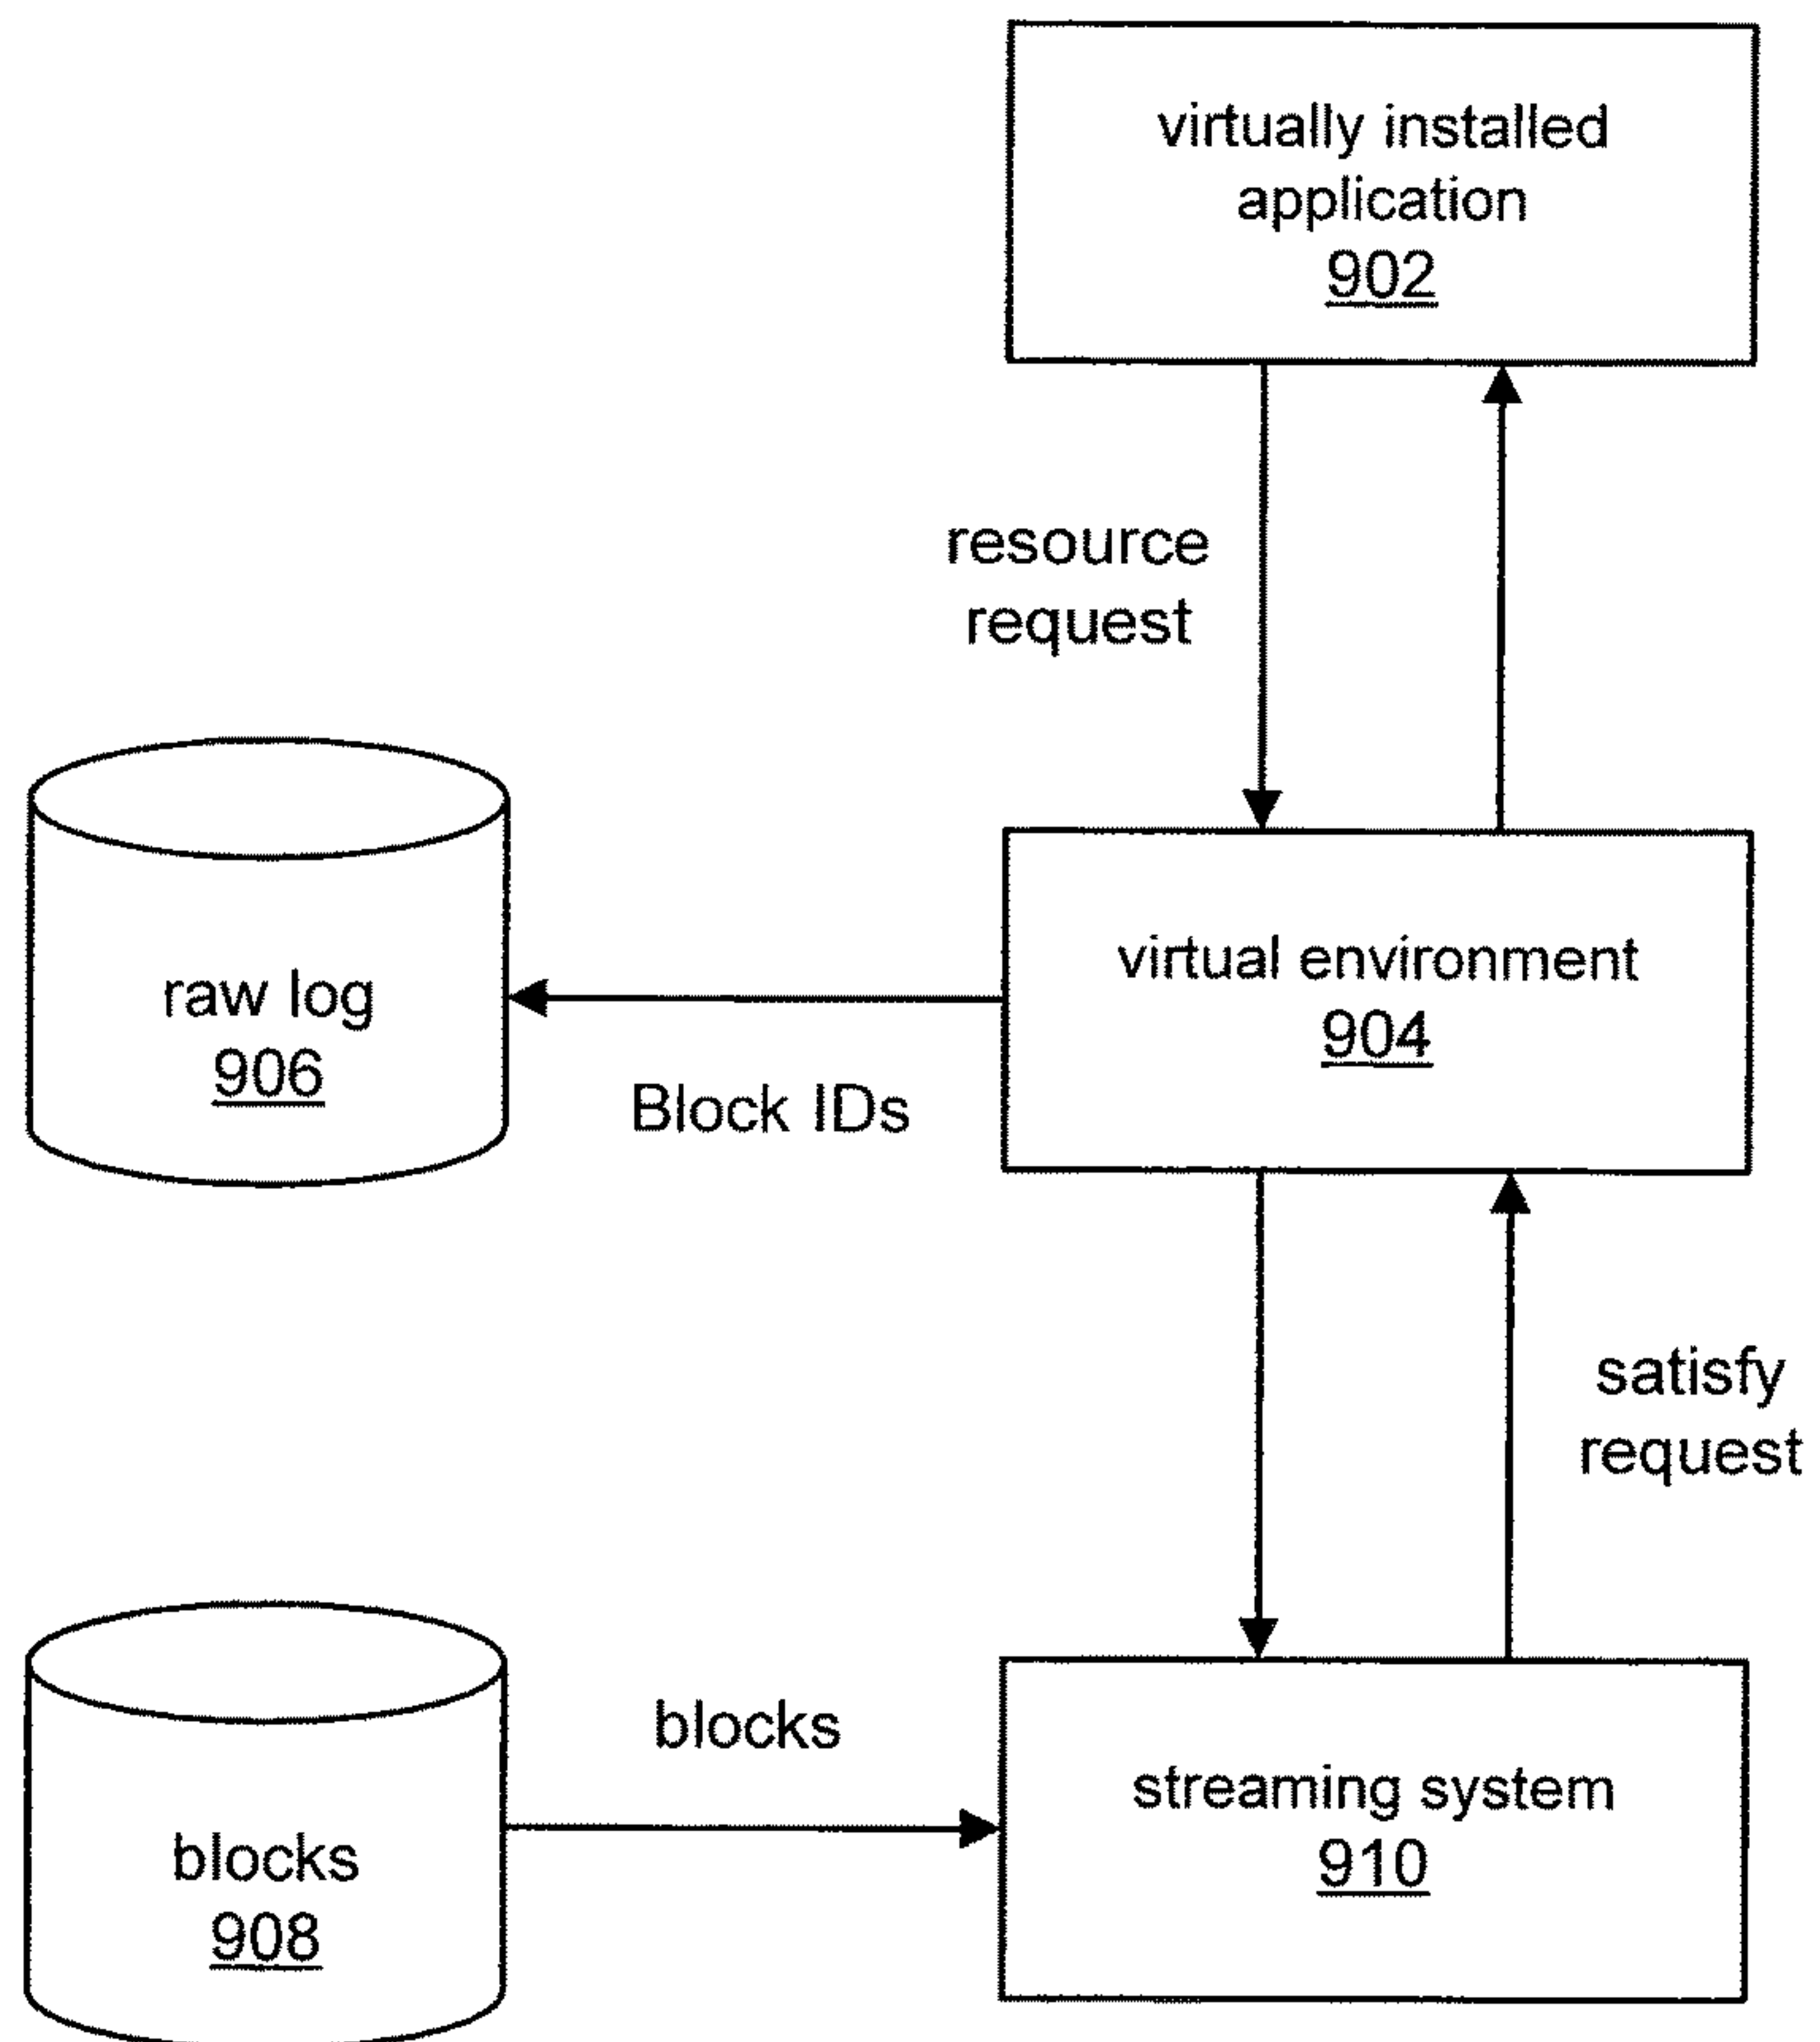 virtually installed
application
902
resource
request
virtual environment
904
raw log
906
Block IDs
satisfy
request
blocks
streaming system
910
blocks
908